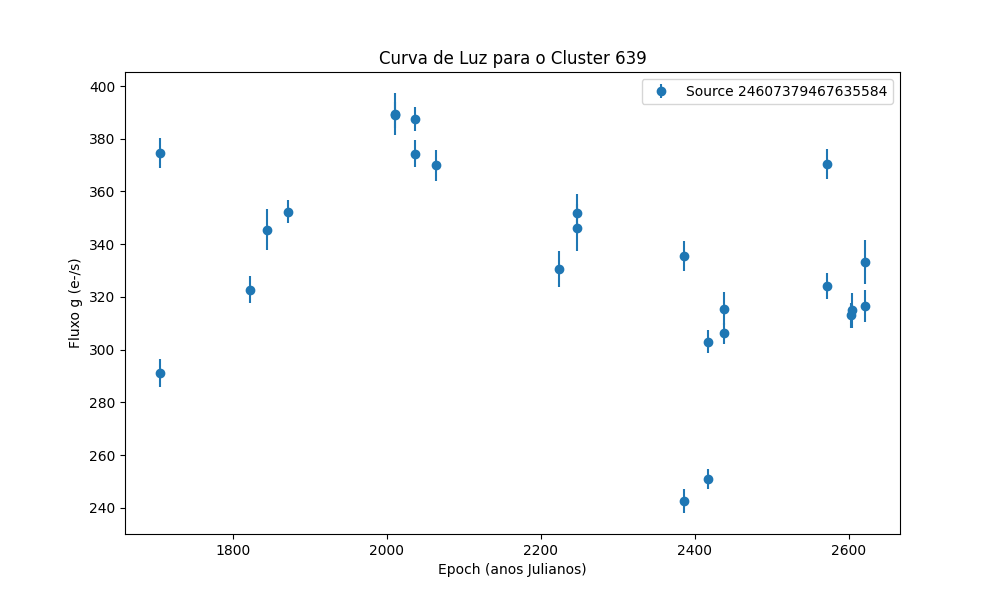 Curva de Luz para o Cluster 639
Source 24607379467635584
Fluxo g (e-/s)
400
380
360
340
320
300
280
260
240
1800 2000 2200 2400 2600
Epoch (anos Julianos)